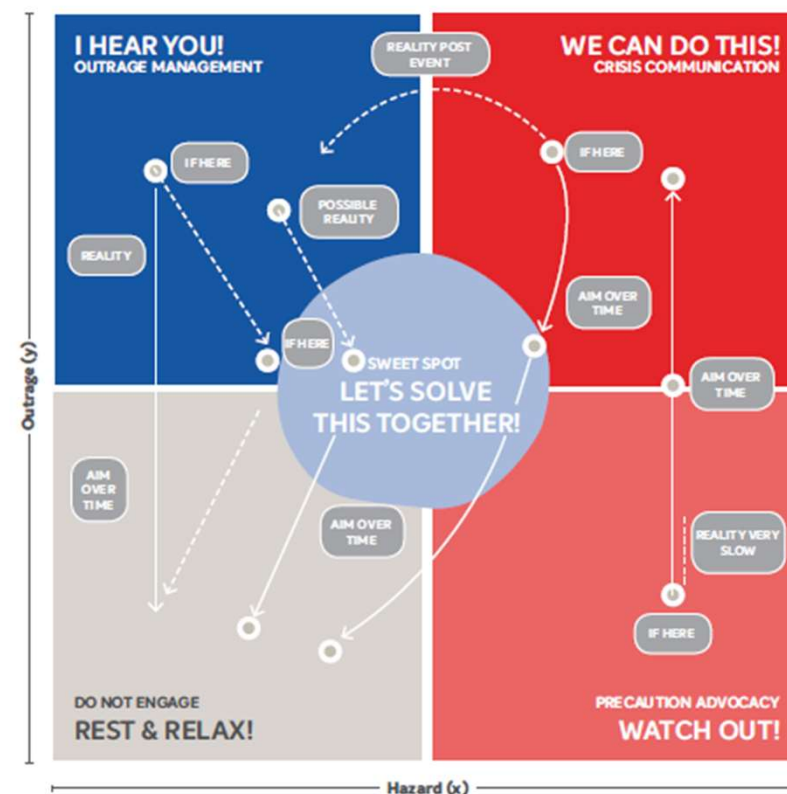 I HEAR YOU!
OUTRAGE MANAGEMENT
REALITY POST
EVENT
WE CAN DO THIS!
CRISIS COMMUNICATION
IF HERE
IF HERE
POSSIBLE
REALITY
REALITY
AIM OVER
TIME
IF HERE
SWEET SPOT
LET'S SOLVE
THIS TOGETHER!
AIM OVER
TIME
Outrage (y)
AIM
OVER
TIME
AIM OVER
TIME
REALITY VERY
SLOW
IF HERE
DO NOT ENGAGE
REST & RELAX!
PRECAUTION ADVOCACY
WATCH OUT!
Hazard (x)